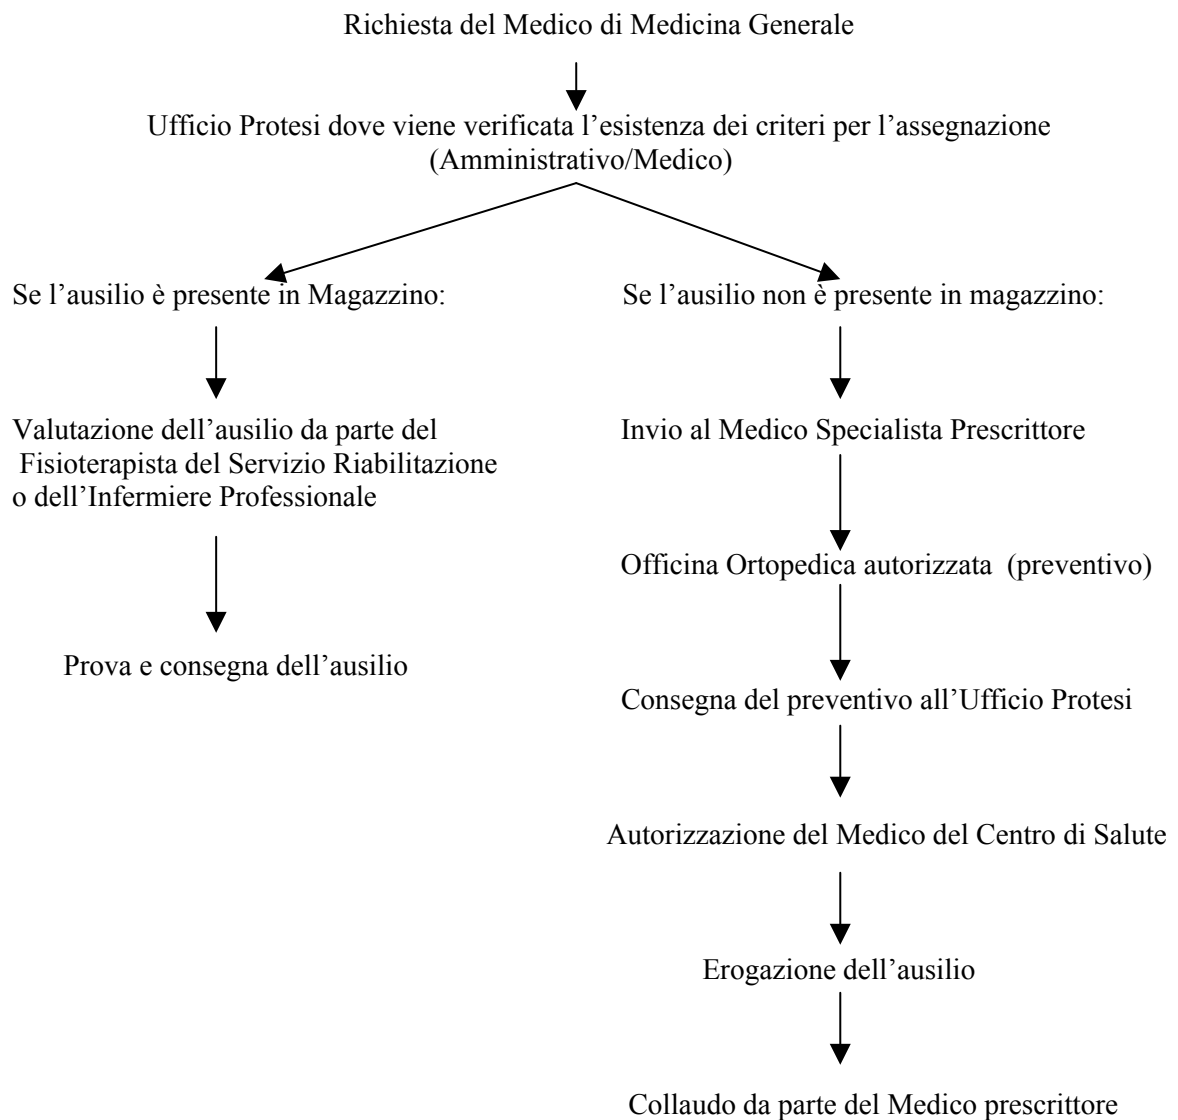 Richiesta del Medico di Medicina Generale
Ufficio Protesi dove viene verificata l’esistenza dei criteri per l’assegnazione
(Amministrativo/Medico)
Se l’ausilio è presente in Magazzino:
Se l’ausilio non è presente in magazzino:
Valutazione dell’ausilio da parte del
Fisioterapista del Servizio Riabilitazione
o dell’Infermiere Professionale
Invio al Medico Specialista Prescrittore
Officina Ortopedica autorizzata (preventivo)
Prova e consegna dell’ausilio
Consegna del preventivo all’Ufficio Protesi
Autorizzazione del Medico del Centro di Salute
Erogazione dell’ausilio
Collaudo da parte del Medico prescrittore